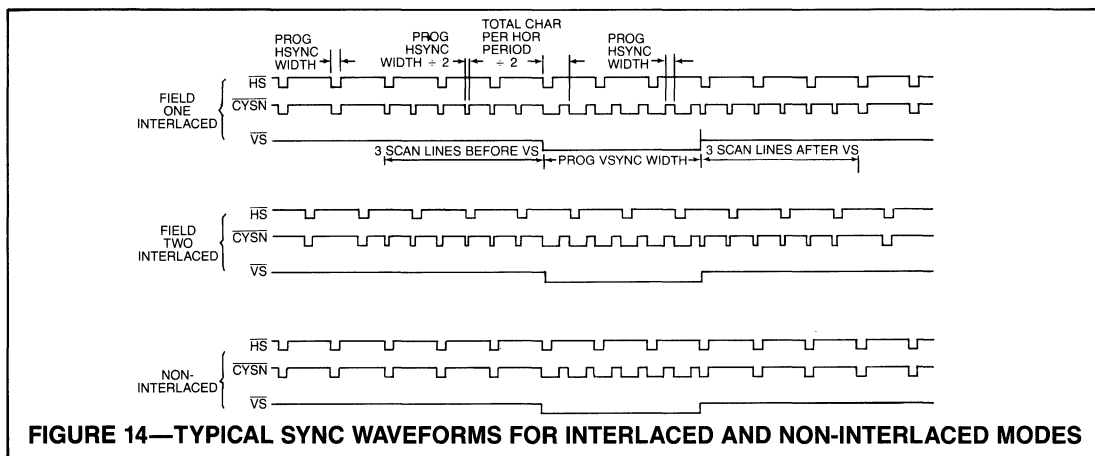 PROG
HSYNC
WIDTH
PROG
HSYNC
WIDTH ÷ 2
TOTAL CHAR
PER HOR
PERIOD
÷ 2
PROG
HSYNC
WIDTH
FIELD
ONE
INTERLACED
HS
CYSN
VS
3 SCAN LINES BEFORE VS
PROG VSYNC WIDTH
3 SCAN LINES AFTER VS
FIELD
TWO
INTERLACED
HS
CYSN
VS
NON-
INTERLACED
HS
CYSN
VS
FIGURE 14—TYPICAL SYNC WAVEFORMS FOR INTERLACED AND NON-INTERLACED MODES